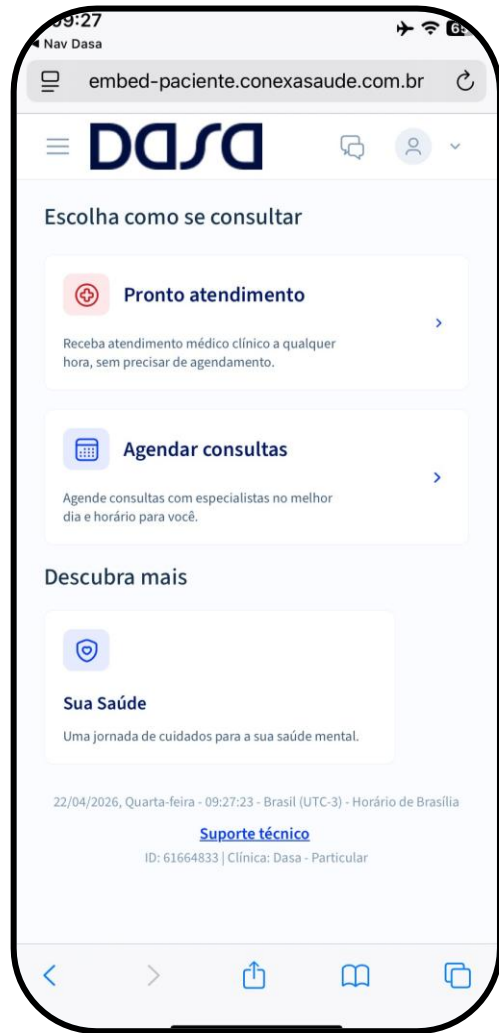 09:27
Nav Dasa
embed-paciente.conexasaude.com.br
DASA
Escolha como se consultar
Pronto atendimento
Receba atendimento médico clínico a qualquer
hora, sem precisar de agendamento.
Agendar consultas
Agende consultas com especialistas no melhor
dia e horário para você.
Descubra mais
Sua Saúde
Uma jornada de cuidados para a sua saúde mental.
22/04/2026, Quarta-feira - 09:27:23 - Brasil (UTC-3) - Horário de Brasília
Suporte técnico
ID: 61664833 | Clínica: Dasa - Particular